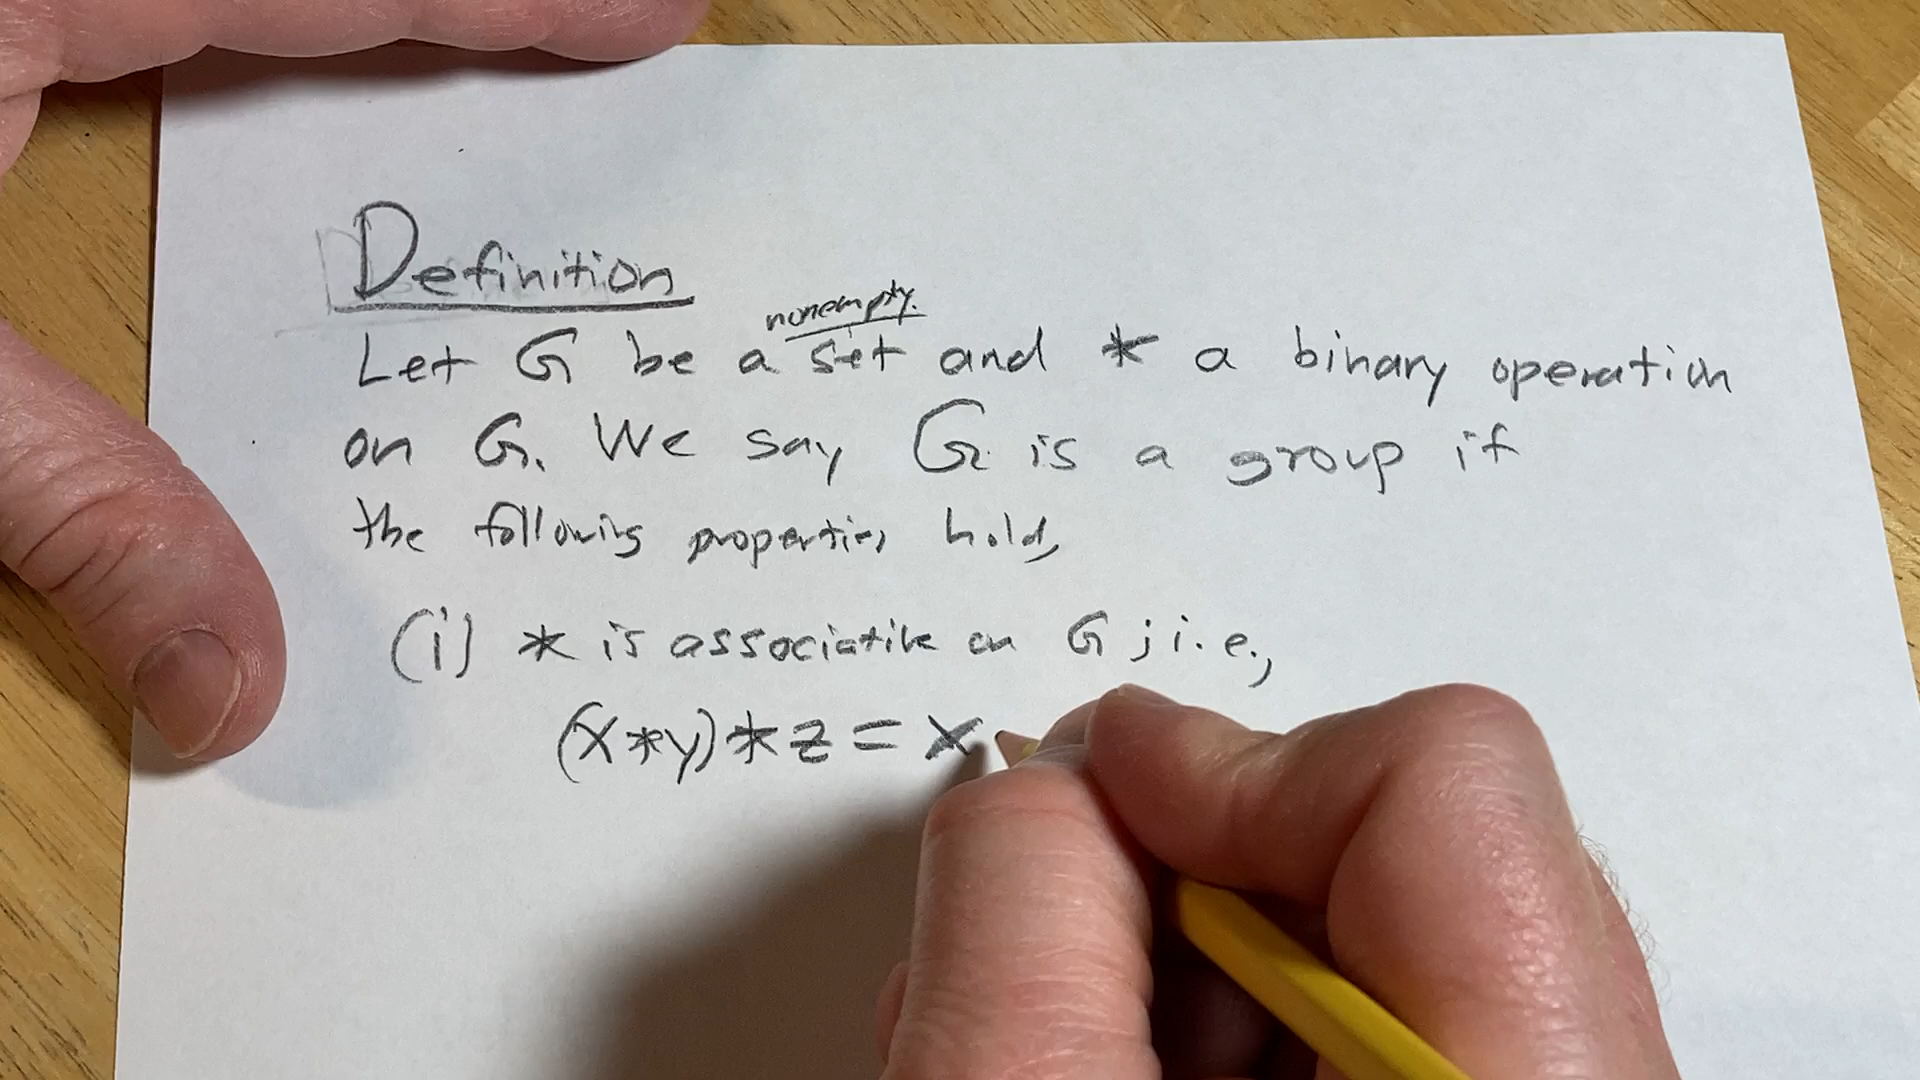 Definition
nonempty.
Let G be a set and * a binary operation
on G. We say G is a group if
the following properties hold,
(i) * is associative on G; i.e.,
(x*y)*z = x